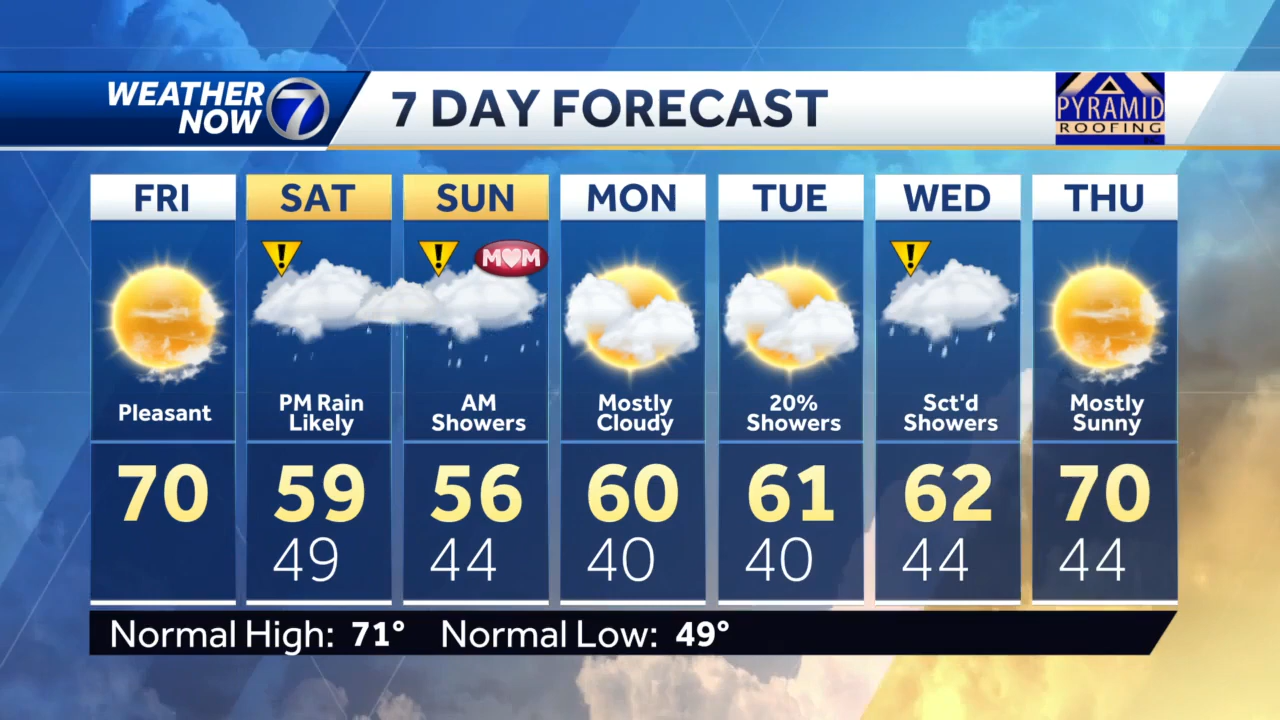 WEATHER
NOW 7
7 DAY FORECAST
PYRAMID
ROOFING
FRI SAT SUN MON TUE WED THU
! ! M♥M !
Pleasant
PM Rain
Likely
AM
Showers
Mostly
Cloudy
20%
Showers
Sct'd
Showers
Mostly
Sunny
70 59 56 60 61 62 70
49 44 40 40 44 44
Normal High: 71° Normal Low: 49°